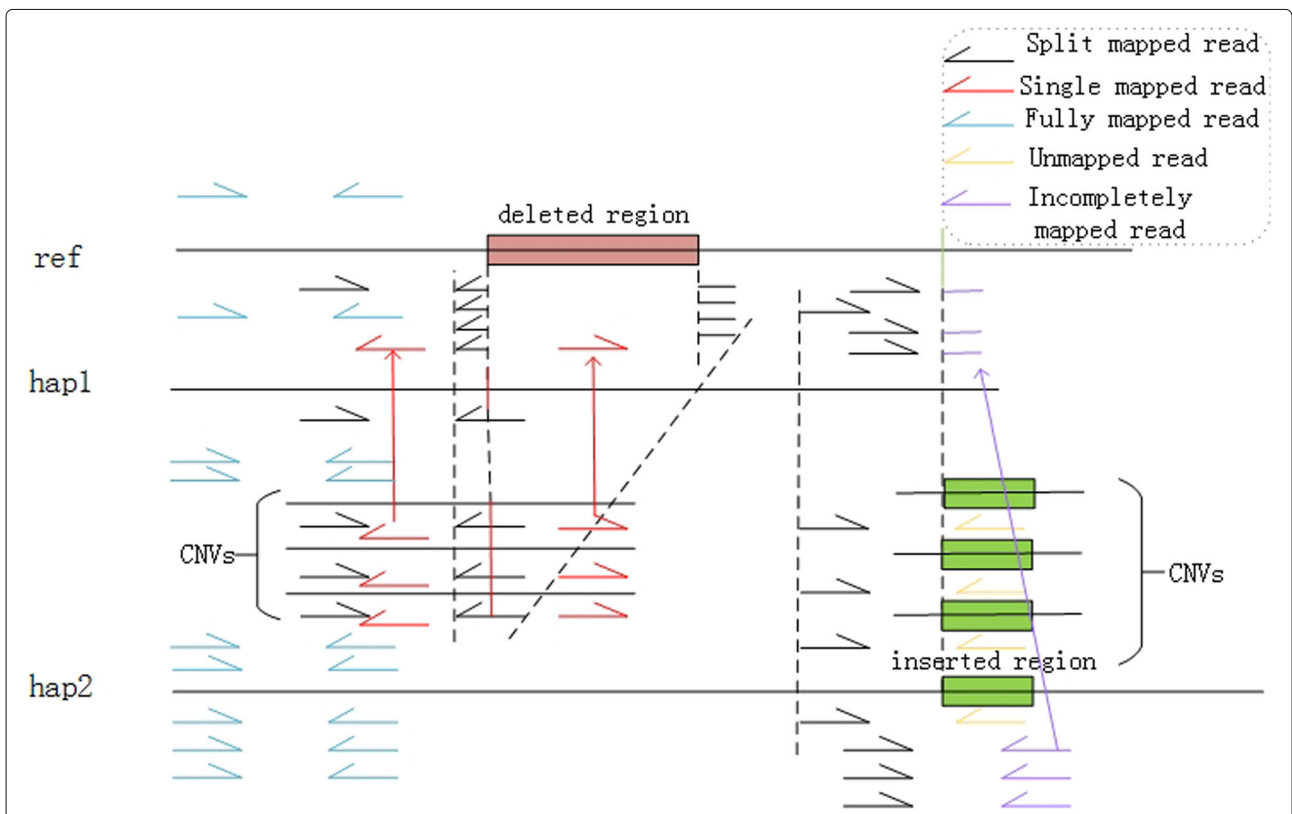 Split mapped read
Single mapped read
Fully mapped read
Unmapped read
Incompletely
mapped read
deleted region
ref
hap1
CNVs
CNVs
inserted region
hap2